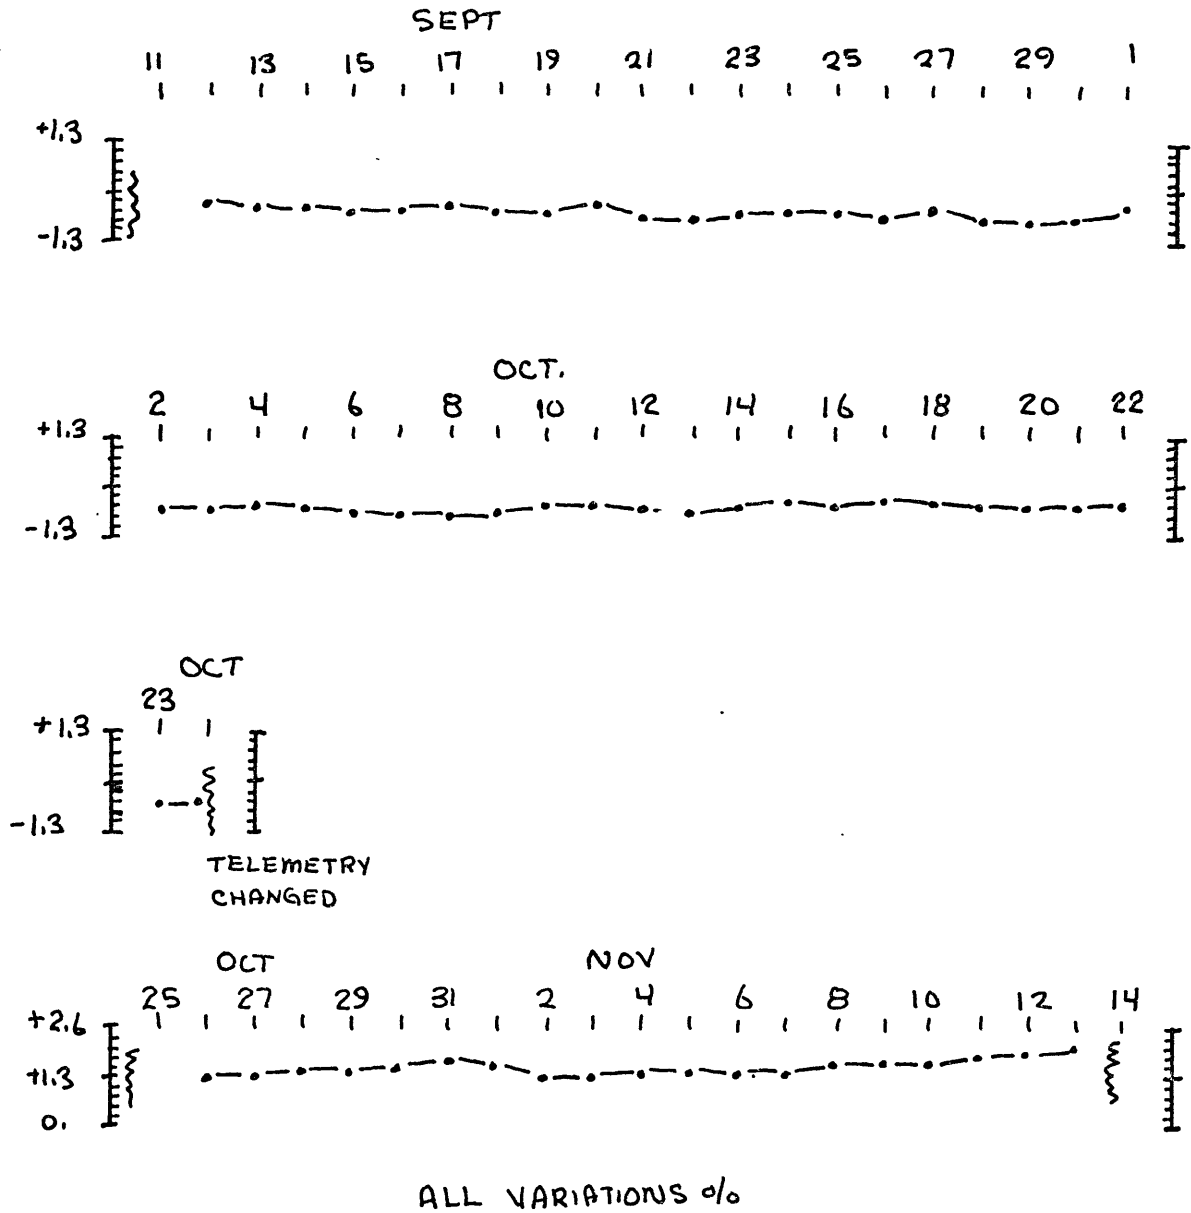 SEPT
11 13 15 17 19 21 23 25 27 29 1
+1.3
-1.3
OCT.
2 4 6 8 10 12 14 16 18 20 22
+1.3
-1.3
OCT
23
+1.3
-1.3
TELEMETRY
CHANGED
OCT NOV
25 27 29 31 2 4 6 8 10 12 14
+2.6
+1.3
0.
ALL VARIATIONS %